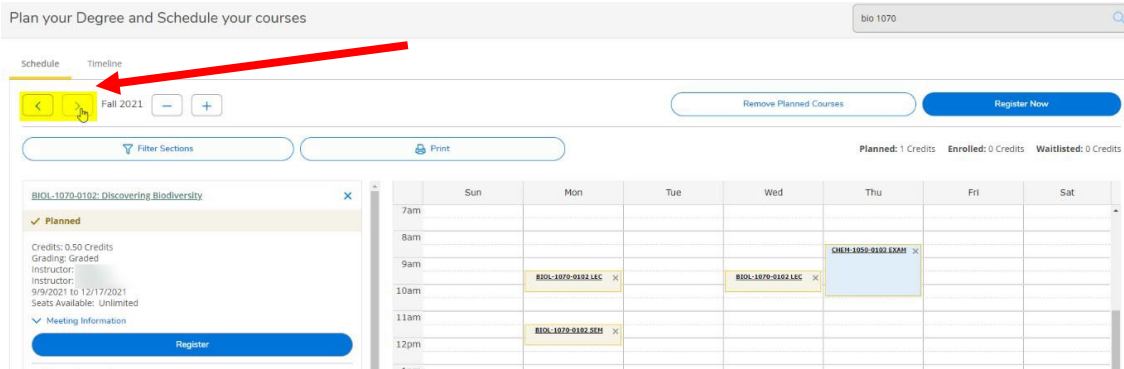 Plan your Degree and Schedule your courses
bio 1070
Schedule Timeline
Fall 2021
Remove Planned Courses
Register Now
Filter Sections
Print
Planned: 1 Credits Enrolled: 0 Credits Waitlisted: 0 Credits
BIOL-1070-0102: Discovering Biodiversity
Planned
Credits: 0.50 Credits
Grading: Graded
Instructor:
Instructor:
9/9/2021 to 12/17/2021
Seats Available: Unlimited
Meeting Information
Register
Sun Mon Tue Wed Thu Fri Sat
7am
8am
CHEM-1050-0103 EXAM
9am
BIOL-1070-0102 LEC BIOL-1070-0102 LEC
10am
11am
BIOL-1070-0102 SEM
12pm